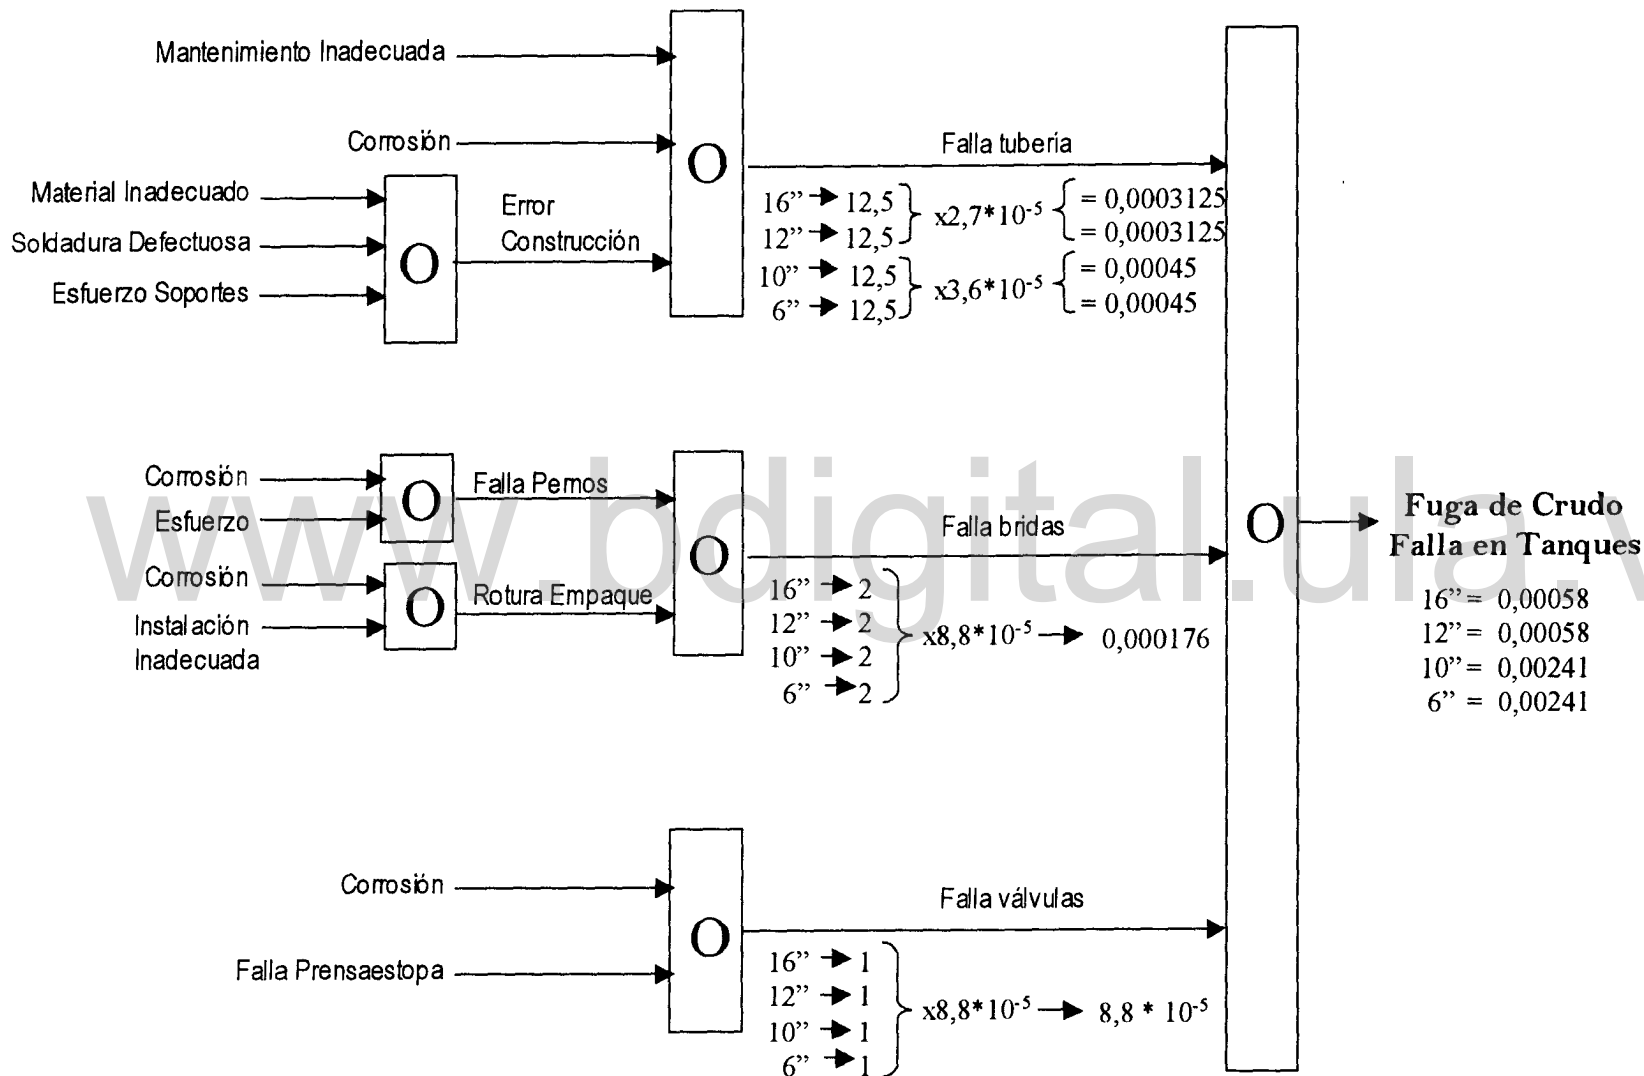 Mantenimiento Inadecuada
Corrosión
Material Inadecuado
Soldadura Defectuosa
Esfuerzo Soportes
O
Error
Construcción
O
Falla tubería
16” → 12,5
12” → 12,5
x2,7*10⁻⁵
= 0,0003125
= 0,0003125
10” → 12,5
6” → 12,5
x3,6*10⁻⁵
= 0,00045
= 0,00045
Corrosión
Esfuerzo
O
Falla Pernos
Corrosión
Instalación
Inadecuada
O
Rotura Empaque
O
Falla bridas
16” → 2
12” → 2
10” → 2
6” → 2
x8,8*10⁻⁵ → 0,000176
Corrosión
Falla Prensaestopa
O
Falla válvulas
16” → 1
12” → 1
10” → 1
6” → 1
x8,8*10⁻⁵ → 8,8 * 10⁻⁵
O
Fuga de Crudo
Falla en Tanques
16” = 0,00058
12” = 0,00058
10” = 0,00241
6” = 0,00241
www.bdigital.ula.v